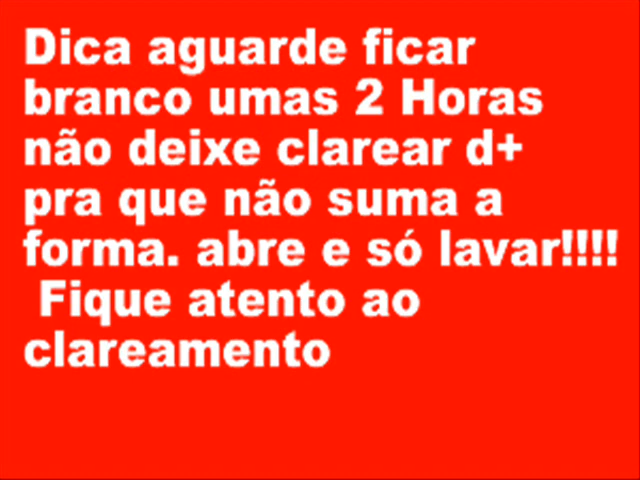 Dica aguarde ficar
branco umas 2 Horas
não deixe clarear d+
pra que não suma a
forma. abre e só lavar!!!!
Fique atento ao
clareamento